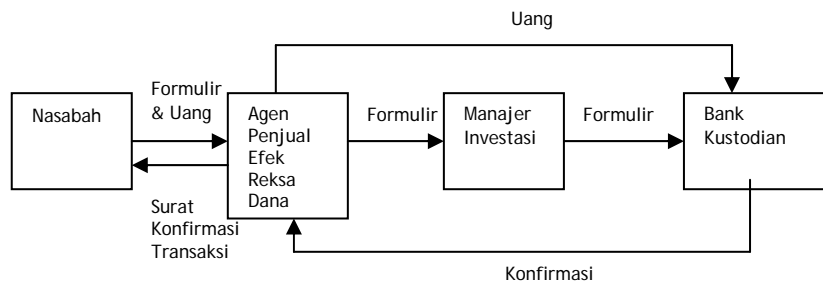 Uang
Formulir
& Uang
Nasabah
Agen
Penjual
Efek
Reksa
Dana
Formulir
Manajer
Investasi
Formulir
Bank
Kustodian
Surat
Konfirmasi
Transaksi
Konfirmasi